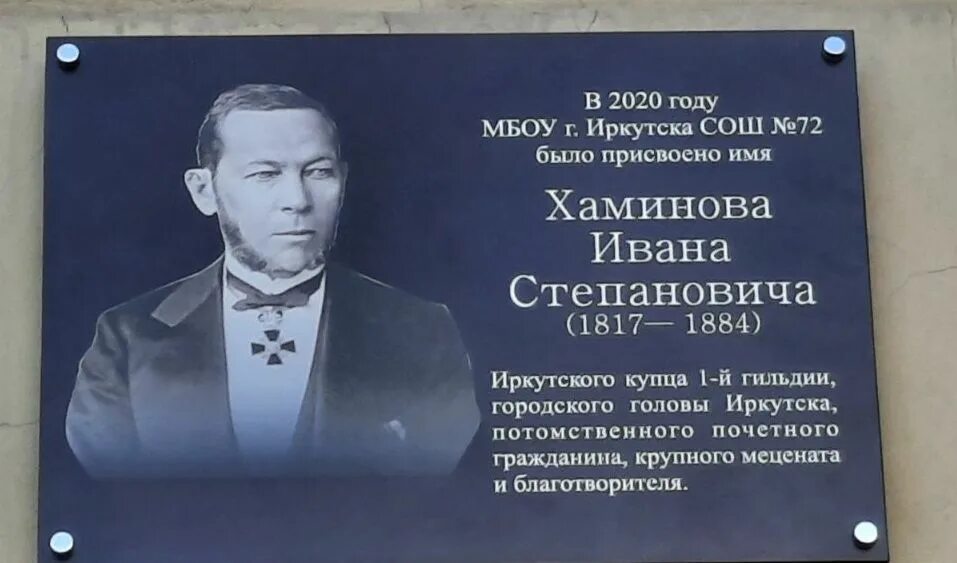 В 2020 году
МБОУ г. Иркутска СОШ №72
было присвоено имя
Хаминова
Ивана
Степановича
(1817— 1884)
Иркутского купца 1-й гильдии,
городского головы Иркутска,
потомственного почетного
гражданина, крупного мецената
и благотворителя.